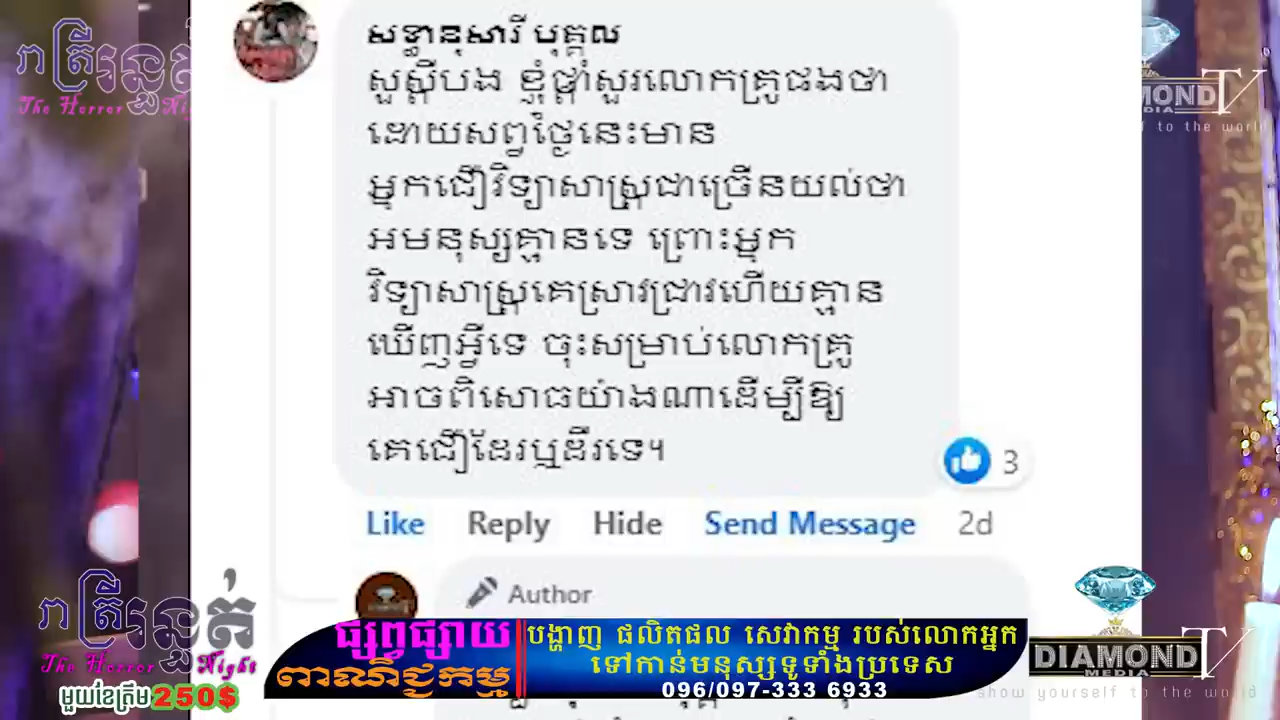 សទ្ធានុសារី បុគ្គល
សួស្តីបង ខ្ញុំផ្តាំសួរលោកគ្រូផងថា
ដោយសព្វថ្ងៃនេះមាន
អ្នកជឿវិទ្យាសាស្ត្រជាច្រើនយល់ថា
អមនុស្សគ្មានទេ ព្រោះអ្នក
វិទ្យាសាស្ត្រគេស្រាវជ្រាវហើយគ្មាន
ឃើញអ្វីទេ ចុះសម្រាប់លោកគ្រូ
អាចពិសោធយ៉ាងណាដើម្បីឱ្យ
គេជឿដែរឬដឺរទេ។
3
Like Reply Hide Send Message 2d
Author
រាត្រីរន្ធត់
The Horror Night
មួយខែត្រឹម 250$
ផ្សព្វផ្សាយ
ពាណិជ្ជកម្ម
បង្ហាញ ផលិតផល សេវាកម្ម របស់លោកអ្នក
ទៅកាន់មនុស្សទូទាំងប្រទេស
096/097-333 6933
DIAMOND TV
MEDIA
show yourself to the world